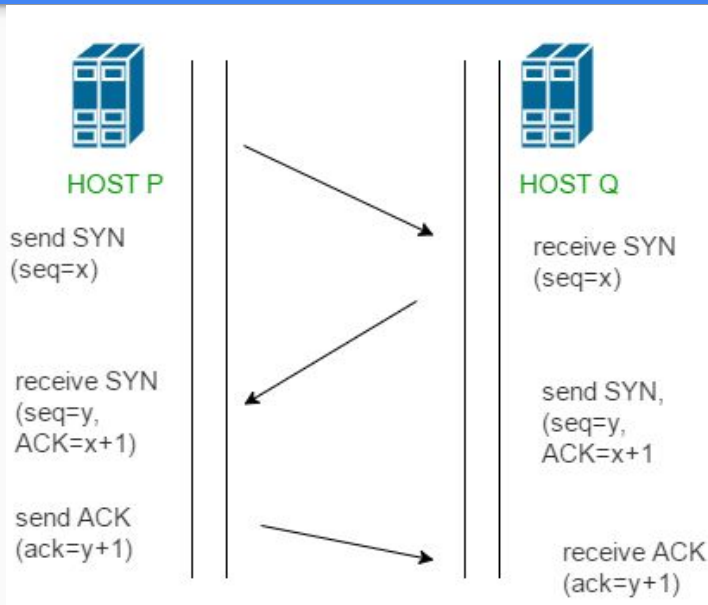 HOST P
HOST Q
send SYN
(seq=x)
receive SYN
(seq=x)
receive SYN
(seq=y,
ACK=x+1)
send SYN,
(seq=y,
ACK=x+1
send ACK
(ack=y+1)
receive ACK
(ack=y+1)